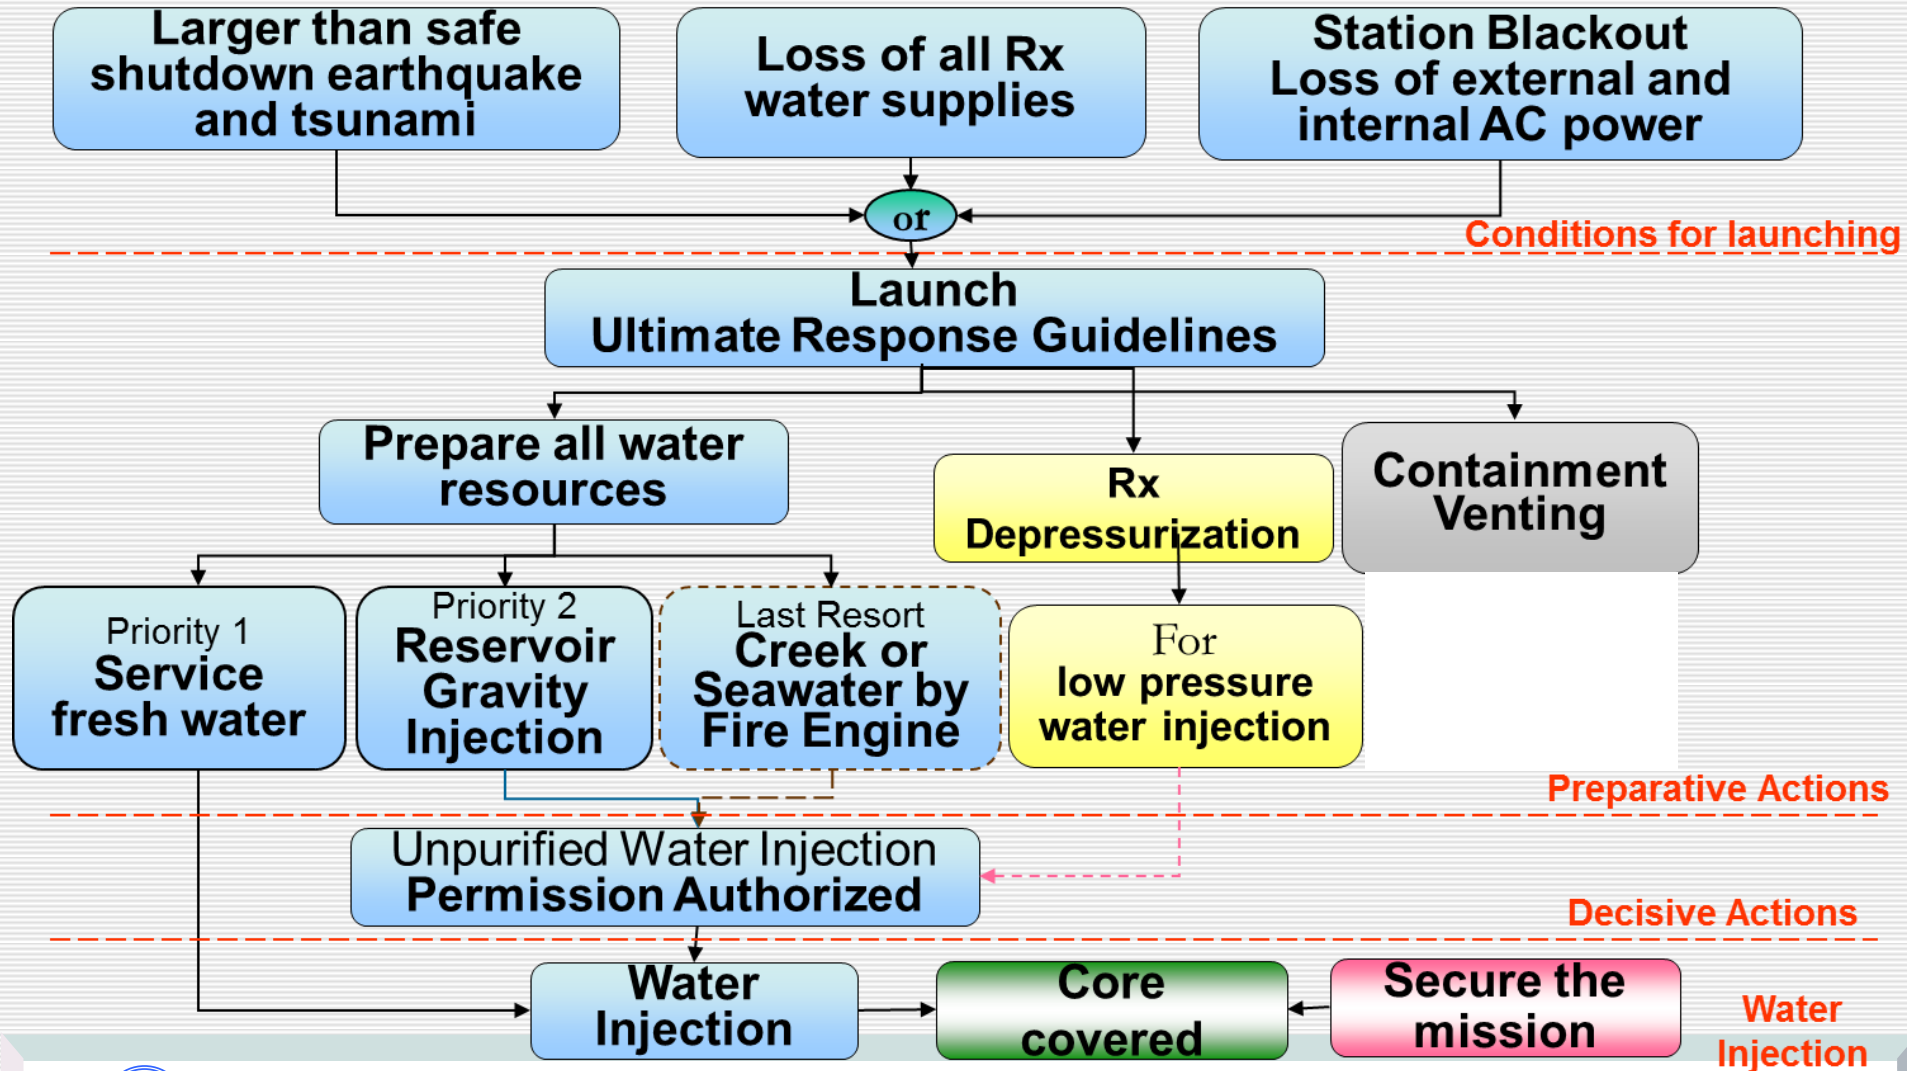 Larger than safe
shutdown earthquake
and tsunami
Loss of all Rx
water supplies
Station Blackout
Loss of external and
internal AC power
or
Conditions for launching
Launch
Ultimate Response Guidelines
Prepare all water
resources
Rx
Depressurization
Containment
Venting
Priority 1
Service
fresh water
Priority 2
Reservoir
Gravity
Injection
Last Resort
Creek or
Seawater by
Fire Engine
For
low pressure
water injection
Preparative Actions
Unpurified Water Injection
Permission Authorized
Decisive Actions
Water
Injection
Core
covered
Secure the
mission
Water
Injection